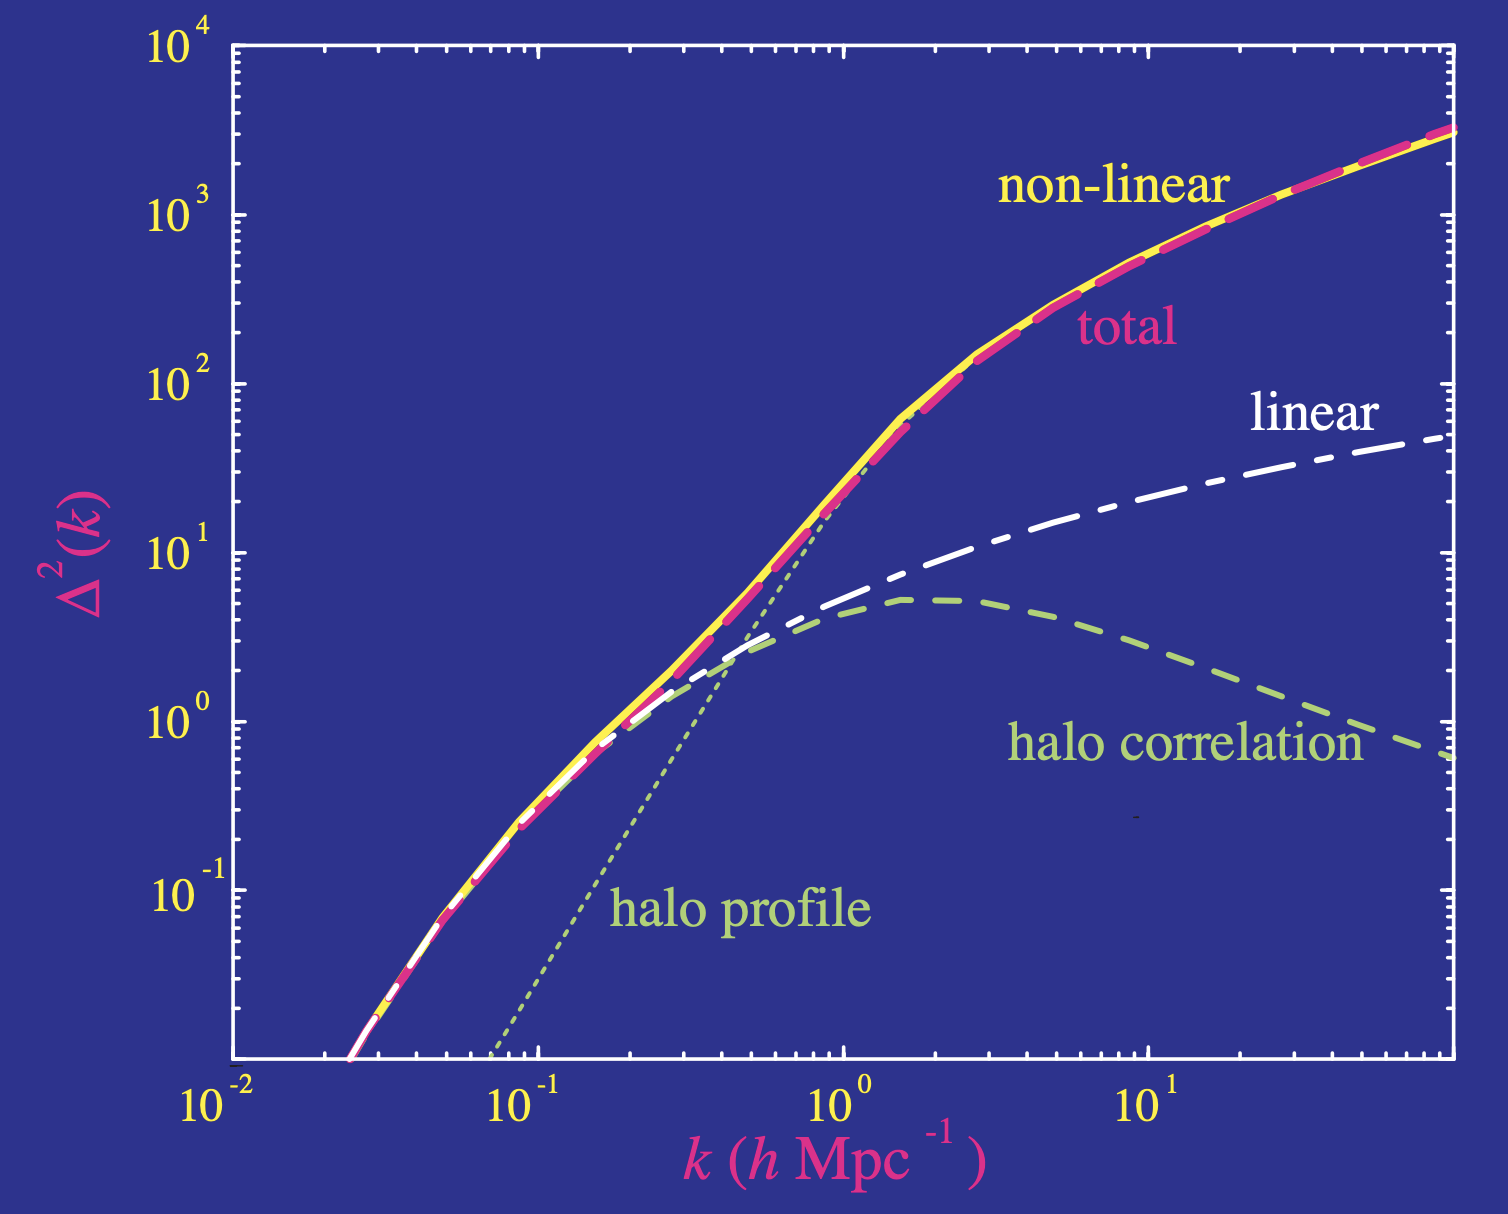 10^4
10^3
10^2
10^1
10^0
10^-1
Δ^2(k)
non-linear
total
linear
halo correlation
halo profile
10^-2 10^-1 10^0 10^1
k (h Mpc^-1)